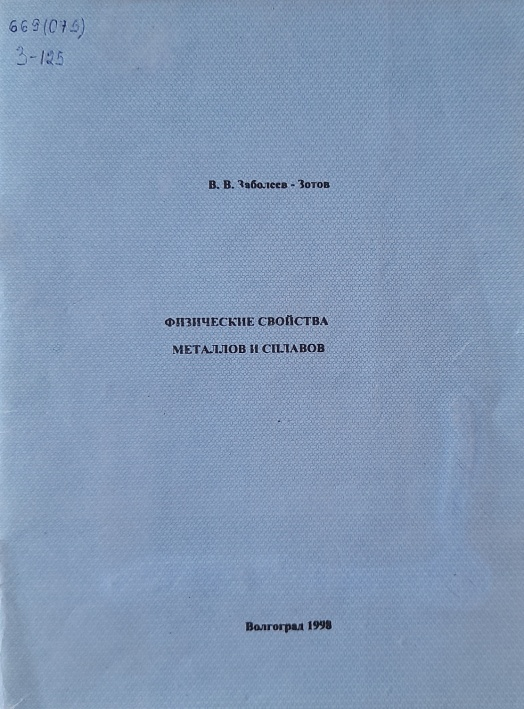 669(075)
З-125
В. В. Заболеев - Зотов
ФИЗИЧЕСКИЕ СВОЙСТВА
МЕТАЛЛОВ И СПЛАВОВ
Волгоград 1998